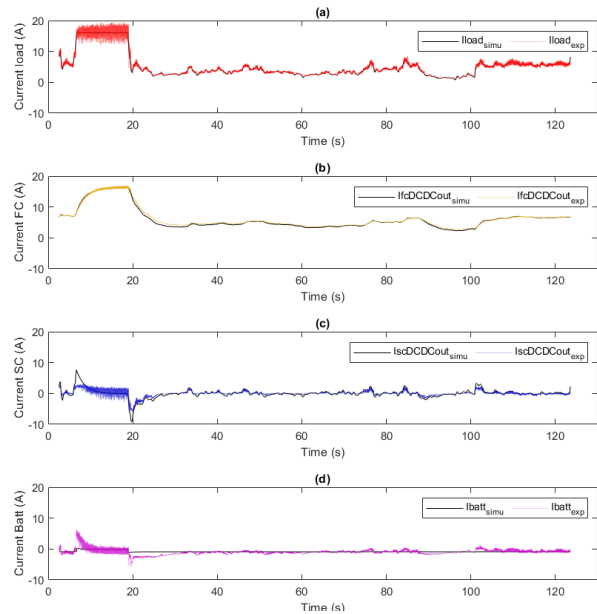 (a)
Current load (A)
20
10
0
-10
Iload_simu Iload_exp
0 20 40 60 80 100 120
Time (s)
(b)
Current FC (A)
20
10
0
-10
IfcDCDCout_simu IfcDCDCout_exp
0 20 40 60 80 100 120
Time (s)
(c)
Current SC (A)
20
10
0
-10
IscDCDCout_simu IscDCDCout_exp
0 20 40 60 80 100 120
Time (s)
(d)
Current Batt (A)
20
10
0
-10
Ibatt_simu Ibatt_exp
0 20 40 60 80 100 120
Time (s)